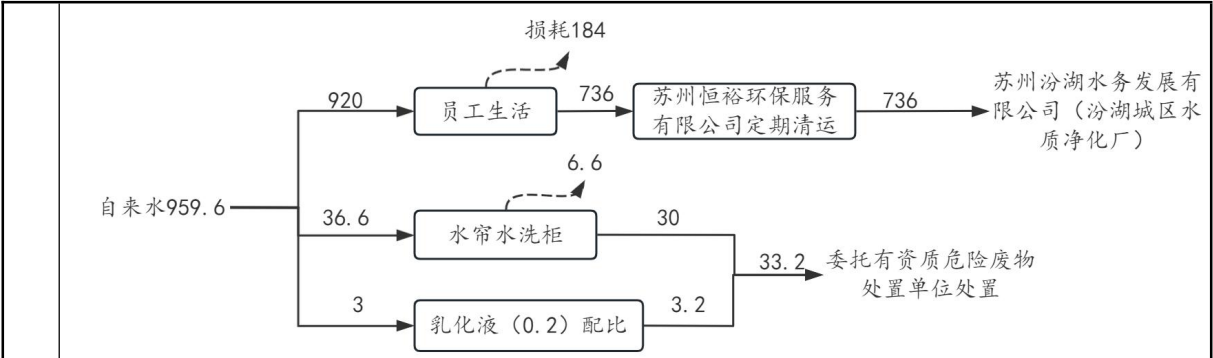 损耗184
920
员工生活
736
苏州恒裕环保服务
有限公司定期清运
736
苏州汾湖水务发展有
限公司（汾湖城区水
质净化厂）
6.6
自来水959.6
36.6
水帘水洗柜
30
33.2
委托有资质危险废物
处置单位处置
3
乳化液（0.2）配比
3.2